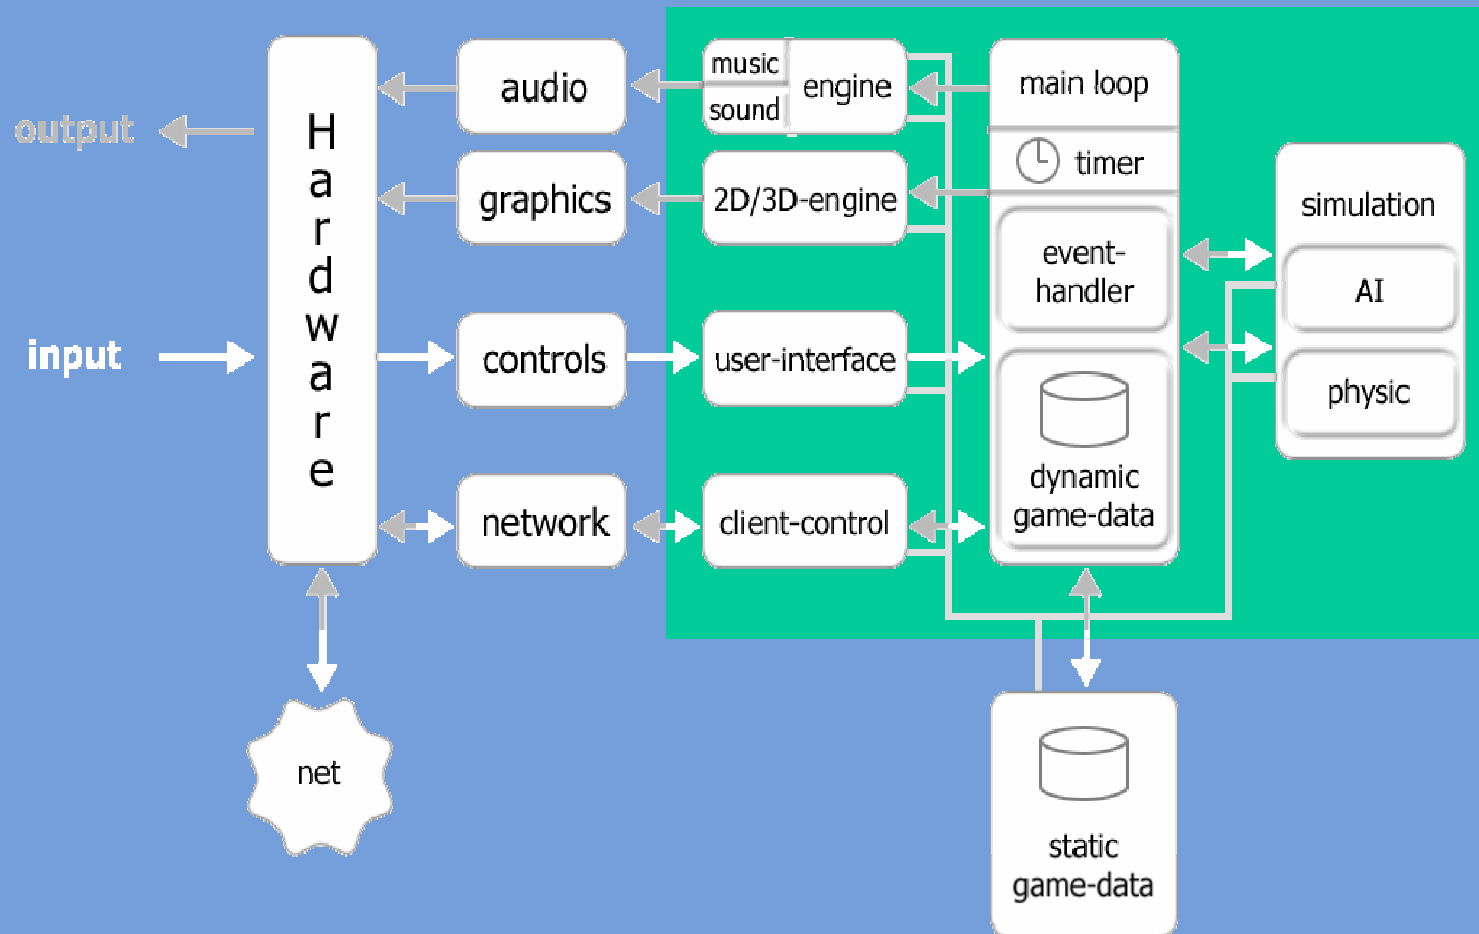 output
input
Hardware
audio
graphics
controls
network
net
music
sound
engine
2D/3D-engine
user-interface
client-control
main loop
timer
event-
handler
dynamic
game-data
simulation
AI
physic
static
game-data